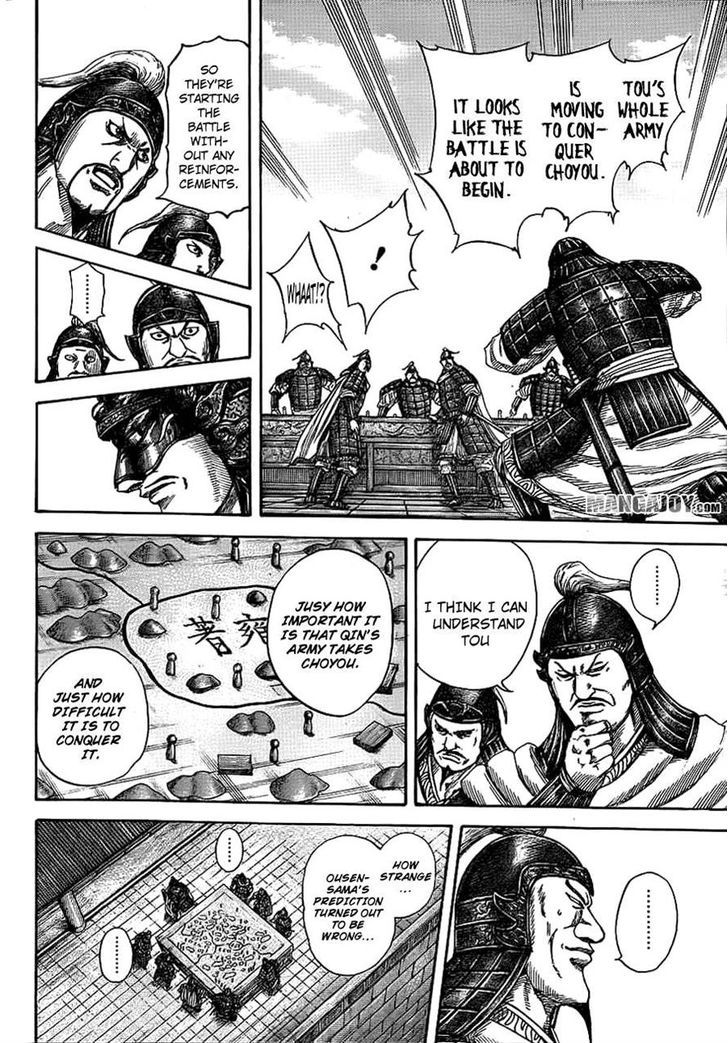 TOU'S
WHOLE
ARMY
IS
MOVING
TO CON-
QUER
CHOYOU.
IT LOOKS
LIKE THE
BATTLE IS
ABOUT TO
BEGIN.
!
WHAAT!?
SO
THEY'RE
STARTING
THE
BATTLE
WITH-
OUT ANY
REINFOR-
CEMENTS.
........
MANGAJOY.COM
......
I THINK I CAN
UNDERSTAND
TOU
JUSY HOW
IMPORTANT IT
IS THAT QIN'S
ARMY TAKES
CHOYOU.
著雍
AND
JUST HOW
DIFFICULT
IT IS TO
CONQUER
IT.
......
HOW
STRANGE
...
OUSEN-
SAMA'S
PREDICTION
TURNED OUT
TO BE
WRONG...
......
......